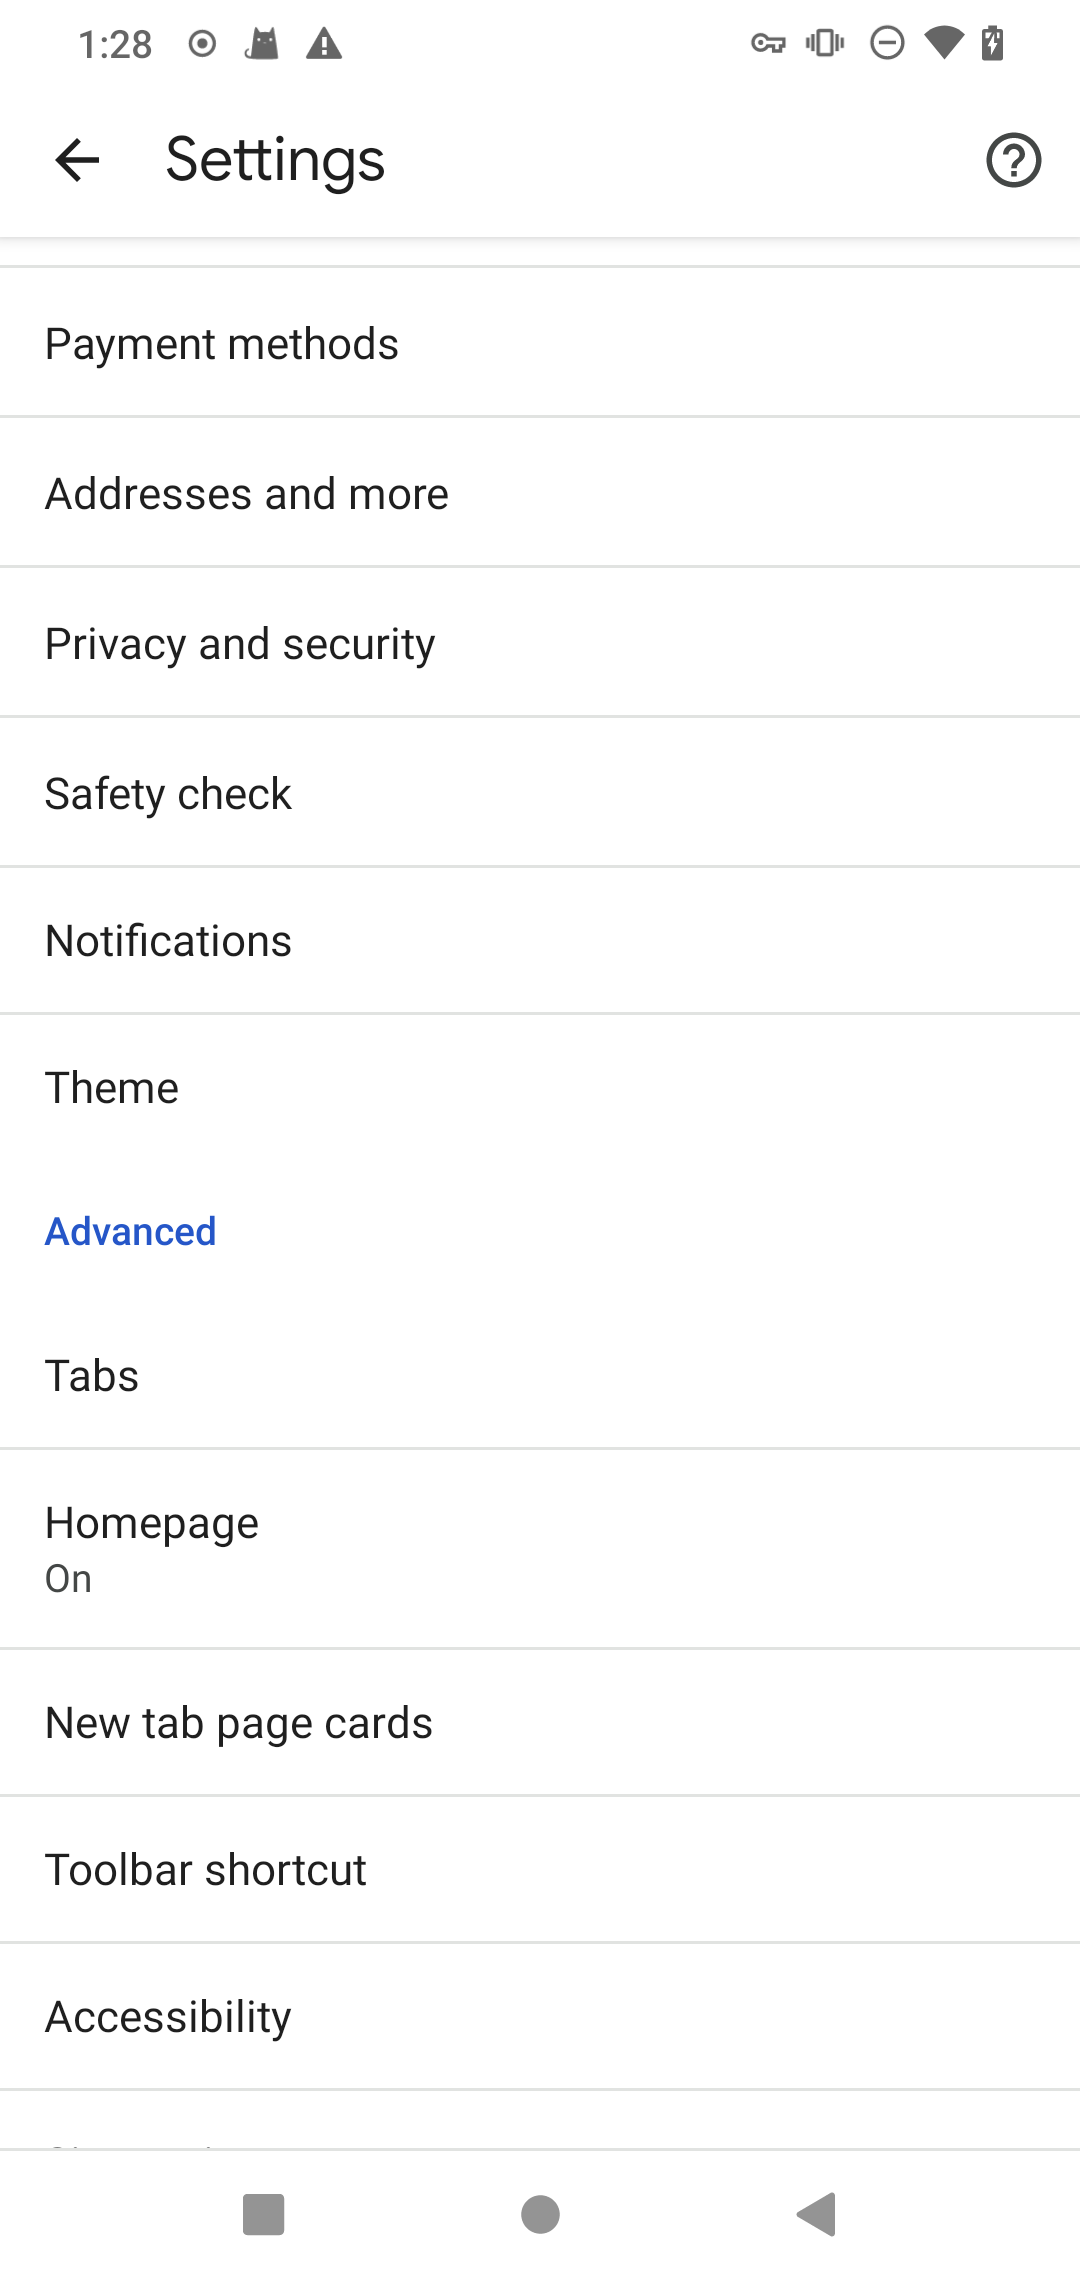 1:28
Settings
Payment methods
Addresses and more
Privacy and security
Safety check
Notifications
Theme
Advanced
Tabs
Homepage
On
New tab page cards
Toolbar shortcut
Accessibility